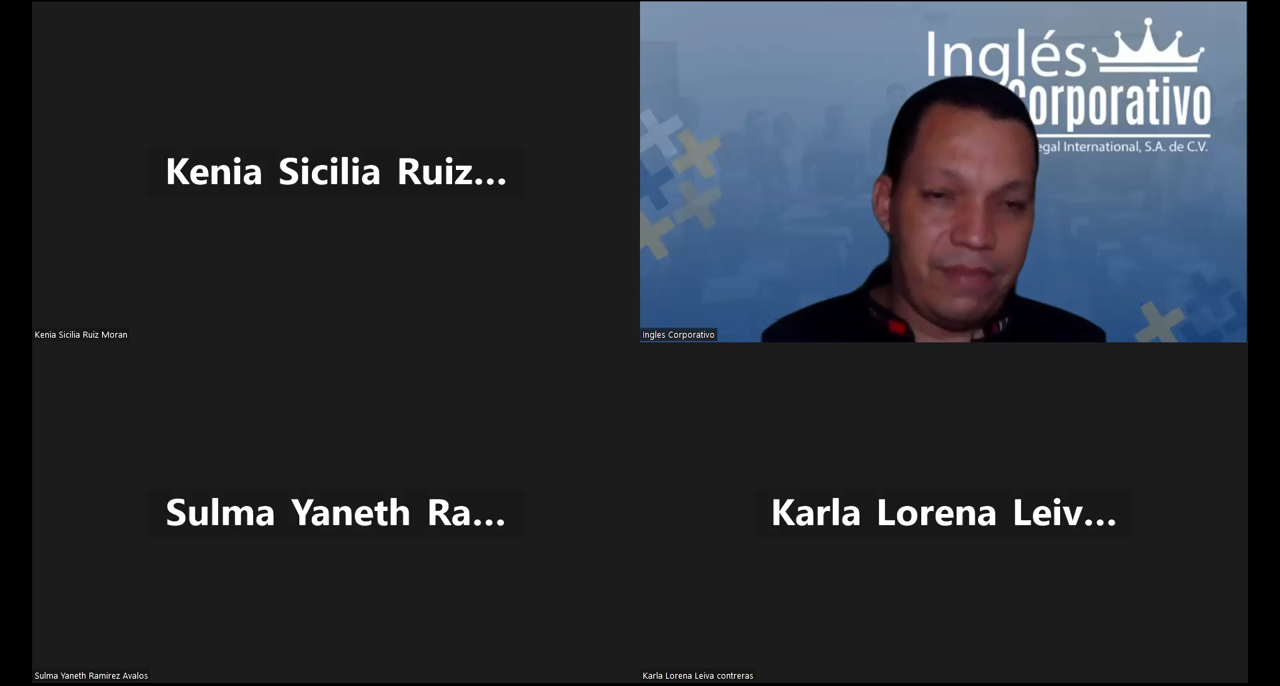 Kenia Sicilia Ruiz...
Kenia Sicilia Ruiz Moran
Inglés
Corporativo
egal International, S.A. de C.V.
Ingles Corporativo
Sulma Yaneth Ra...
Sulma Yaneth Ramirez Avalos
Karla Lorena Leiv...
Karla Lorena Leiva contreras